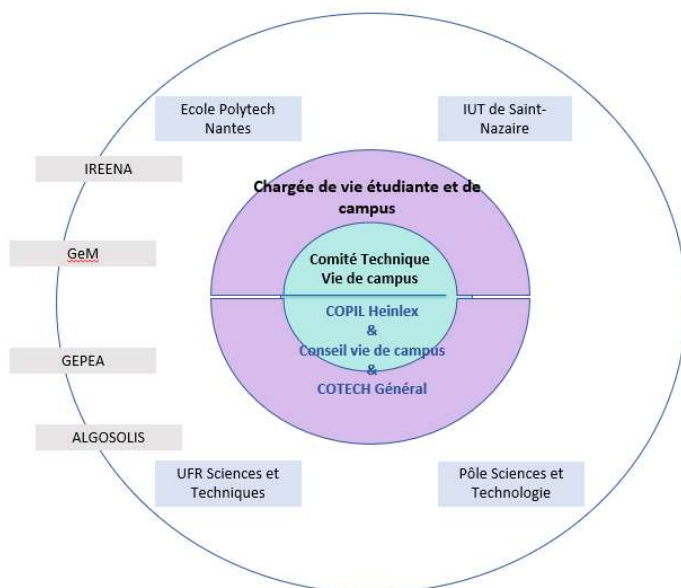 Ecole Polytech
Nantes
IUT de Saint-
Nazaire
IREENA
Chargée de vie étudiante et de
campus
GeM
Comité Technique
Vie de campus
COPIL Heinlex
&
Conseil vie de campus
&
COTECH Général
GEPEA
ALGOSOLIS
UFR Sciences et
Techniques
Pôle Sciences et
Technologie